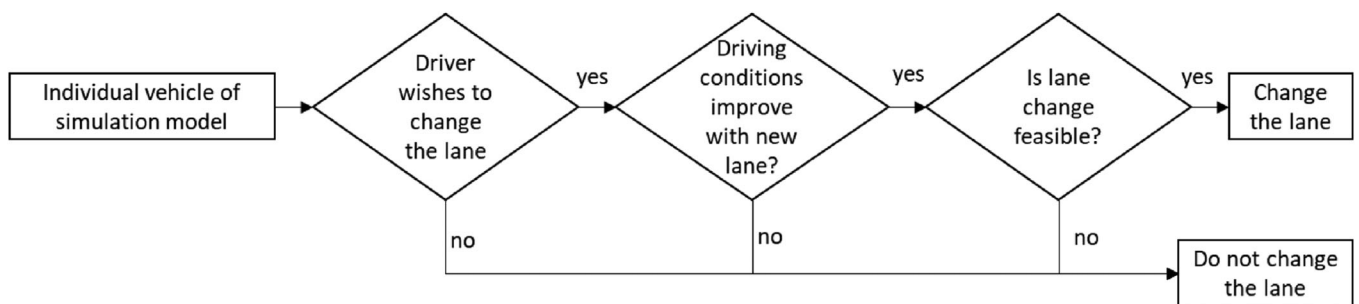 Individual vehicle of
simulation model
Driver
wishes to
change
the lane
yes
Driving
conditions
improve
with new
lane?
yes
Is lane
change
feasible?
yes
Change
the lane
no
no
no
Do not change
the lane